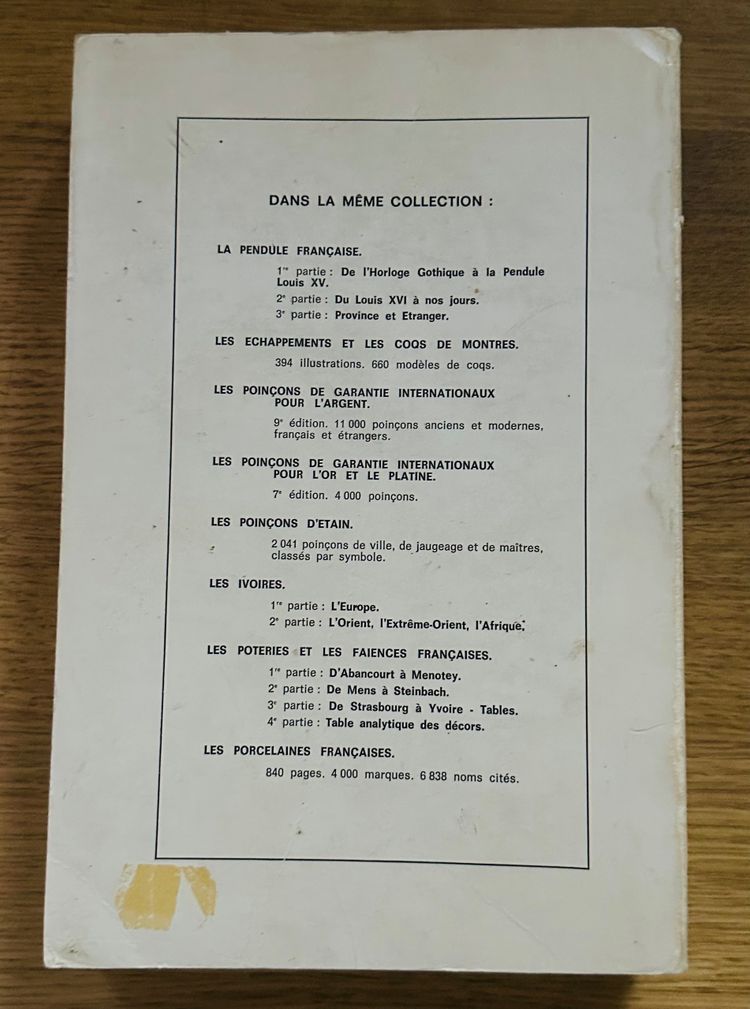 DANS LA MÊME COLLECTION :
LA PENDULE FRANÇAISE.
1re partie : De l'Horloge Gothique à la Pendule
Louis XV.
2e partie : Du Louis XVI à nos jours.
3e partie : Province et Etranger.
LES ECHAPPEMENTS ET LES COQS DE MONTRES.
394 illustrations. 660 modèles de coqs.
LES POINÇONS DE GARANTIE INTERNATIONAUX
POUR L'ARGENT.
9e édition. 11 000 poinçons anciens et modernes,
français et étrangers.
LES POINÇONS DE GARANTIE INTERNATIONAUX
POUR L'OR ET LE PLATINE.
7e édition. 4 000 poinçons.
LES POINÇONS D'ETAIN.
2 041 poinçons de ville, de jaugeage et de maîtres,
classés par symbole.
LES IVOIRES.
1re partie : L'Europe.
2e partie : L'Orient, l'Extrême-Orient, l'Afrique.
LES POTERIES ET LES FAIENCES FRANÇAISES.
1re partie : D'Abancourt à Menotey.
2e partie : De Mens à Steinbach.
3e partie : De Strasbourg à Yvoire - Tables.
4e partie : Table analytique des décors.
LES PORCELAINES FRANÇAISES.
840 pages. 4 000 marques. 6 838 noms cités.